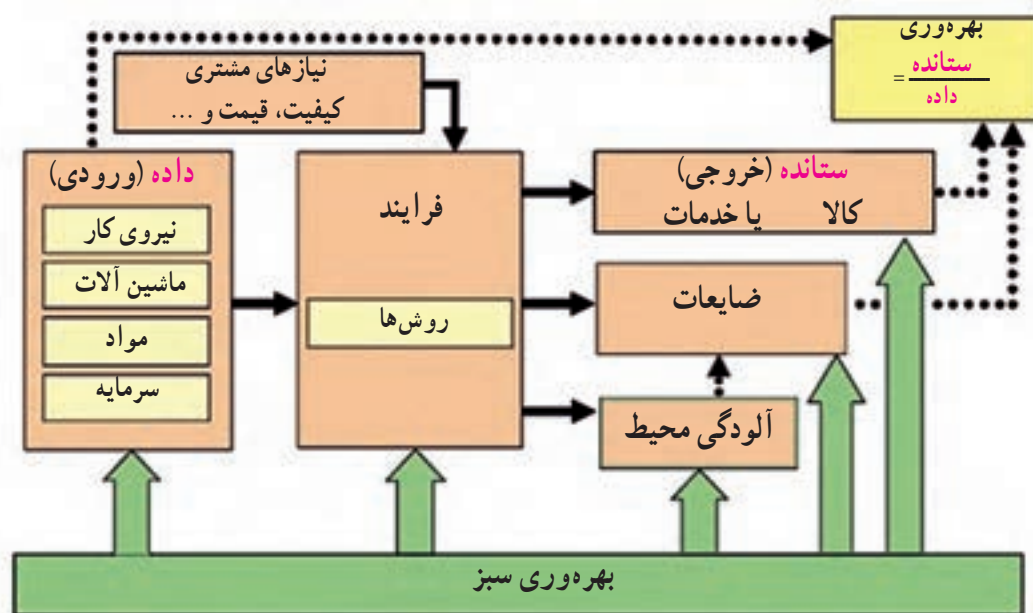 بهره‌وری
= ستانده
داده
نیازهای مشتری
کیفیت، قیمت و ...
داده (ورودی)
نیروی کار
ماشین آلات
مواد
سرمایه
فرایند
روش‌ها
ستانده (خروجی)
کالا یا خدمات
ضایعات
آلودگی محیط
بهره‌وری سبز